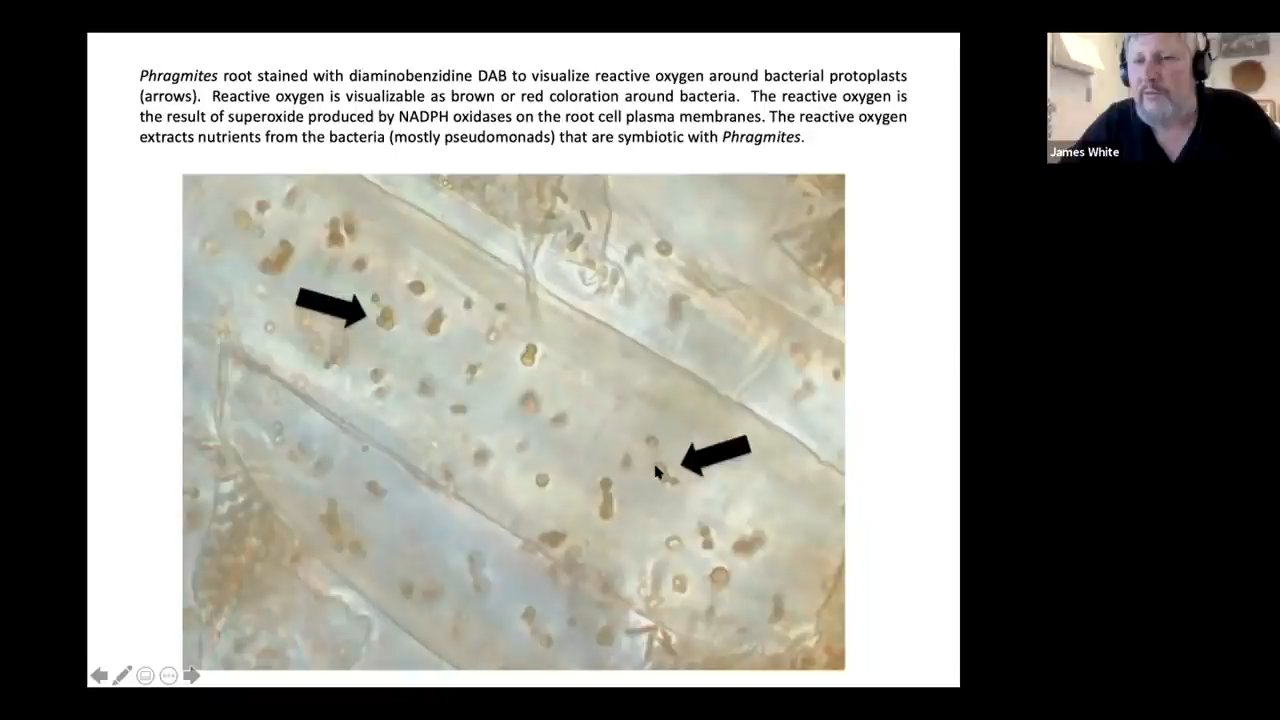 Phragmites root stained with diaminobenzidine DAB to visualize reactive oxygen around bacterial protoplasts
(arrows). Reactive oxygen is visualizable as brown or red coloration around bacteria. The reactive oxygen is
the result of superoxide produced by NADPH oxidases on the root cell plasma membranes. The reactive oxygen
extracts nutrients from the bacteria (mostly pseudomonads) that are symbiotic with Phragmites.
James White